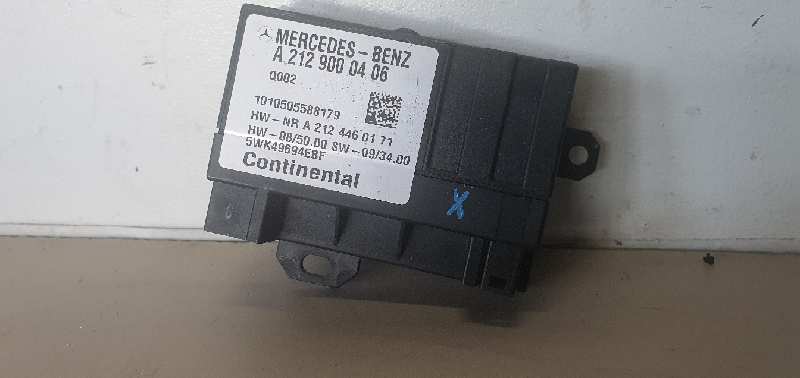 MERCEDES-BENZ
A 212 900 04 06
Q002
1010505588179
HW-NR A 212 446 01 71
HW-08/50.00 SW-09/34.00
5WK49694EBF
Continental
X